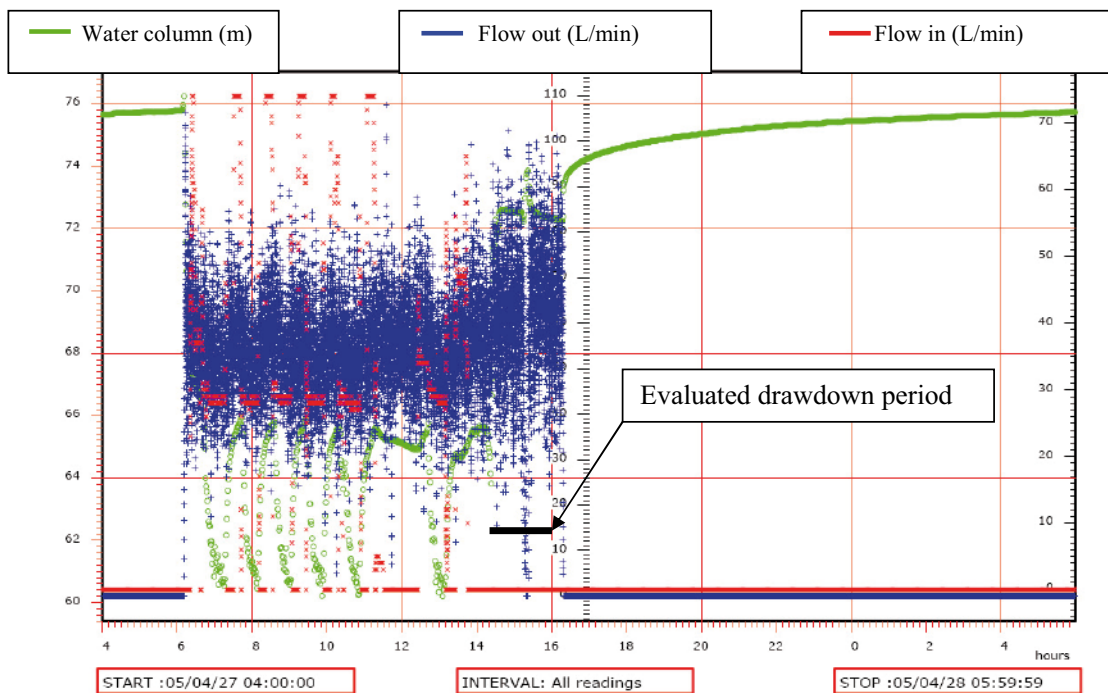 Water column (m)
Flow out (L/min)
Flow in (L/min)
76
74
72
70
68
66
64
62
60
110
100
30
20
10
70
60
50
40
30
20
10
0
Evaluated drawdown period
4 6 8 10 12 14 16 20 22 0 2 4
hours
START :05/04/27 04:00:00
INTERVAL: All readings
STOP :05/04/28 05:59:59